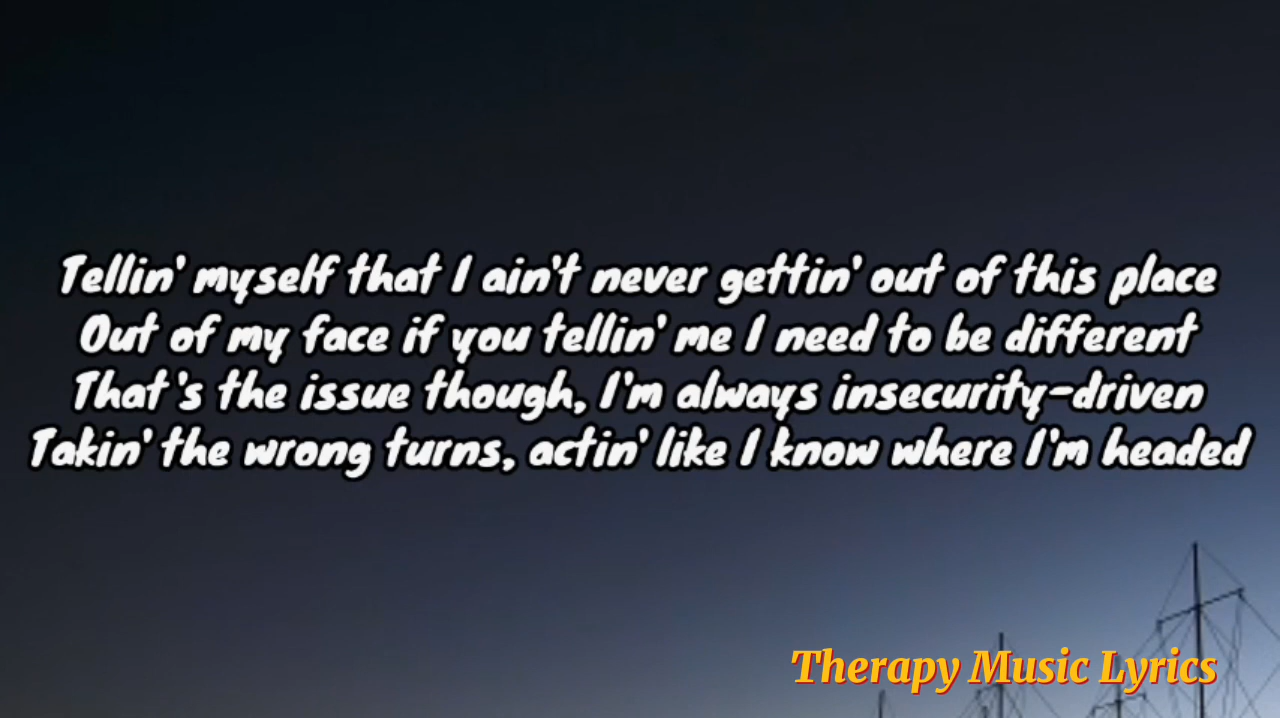 Tellin' myself that I ain't never gettin' out of this place
Out of my face if you tellin' me I need to be different
That's the issue though, I'm always insecurity-driven
Takin' the wrong turns, actin' like I know where I'm headed
Therapy Music Lyrics